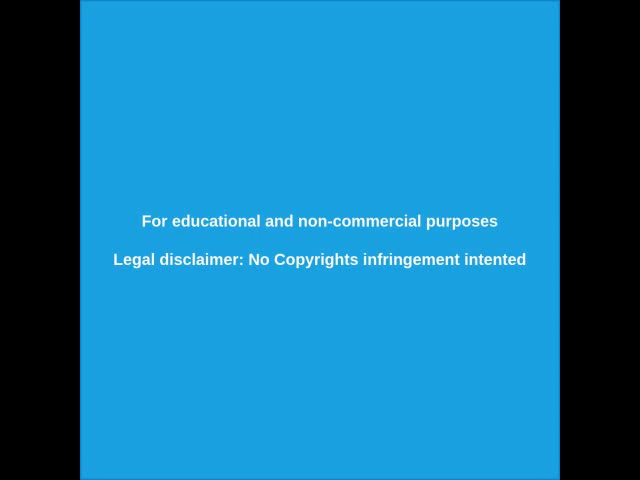 For educational and non-commercial purposes
Legal disclaimer: No Copyrights infringement intented